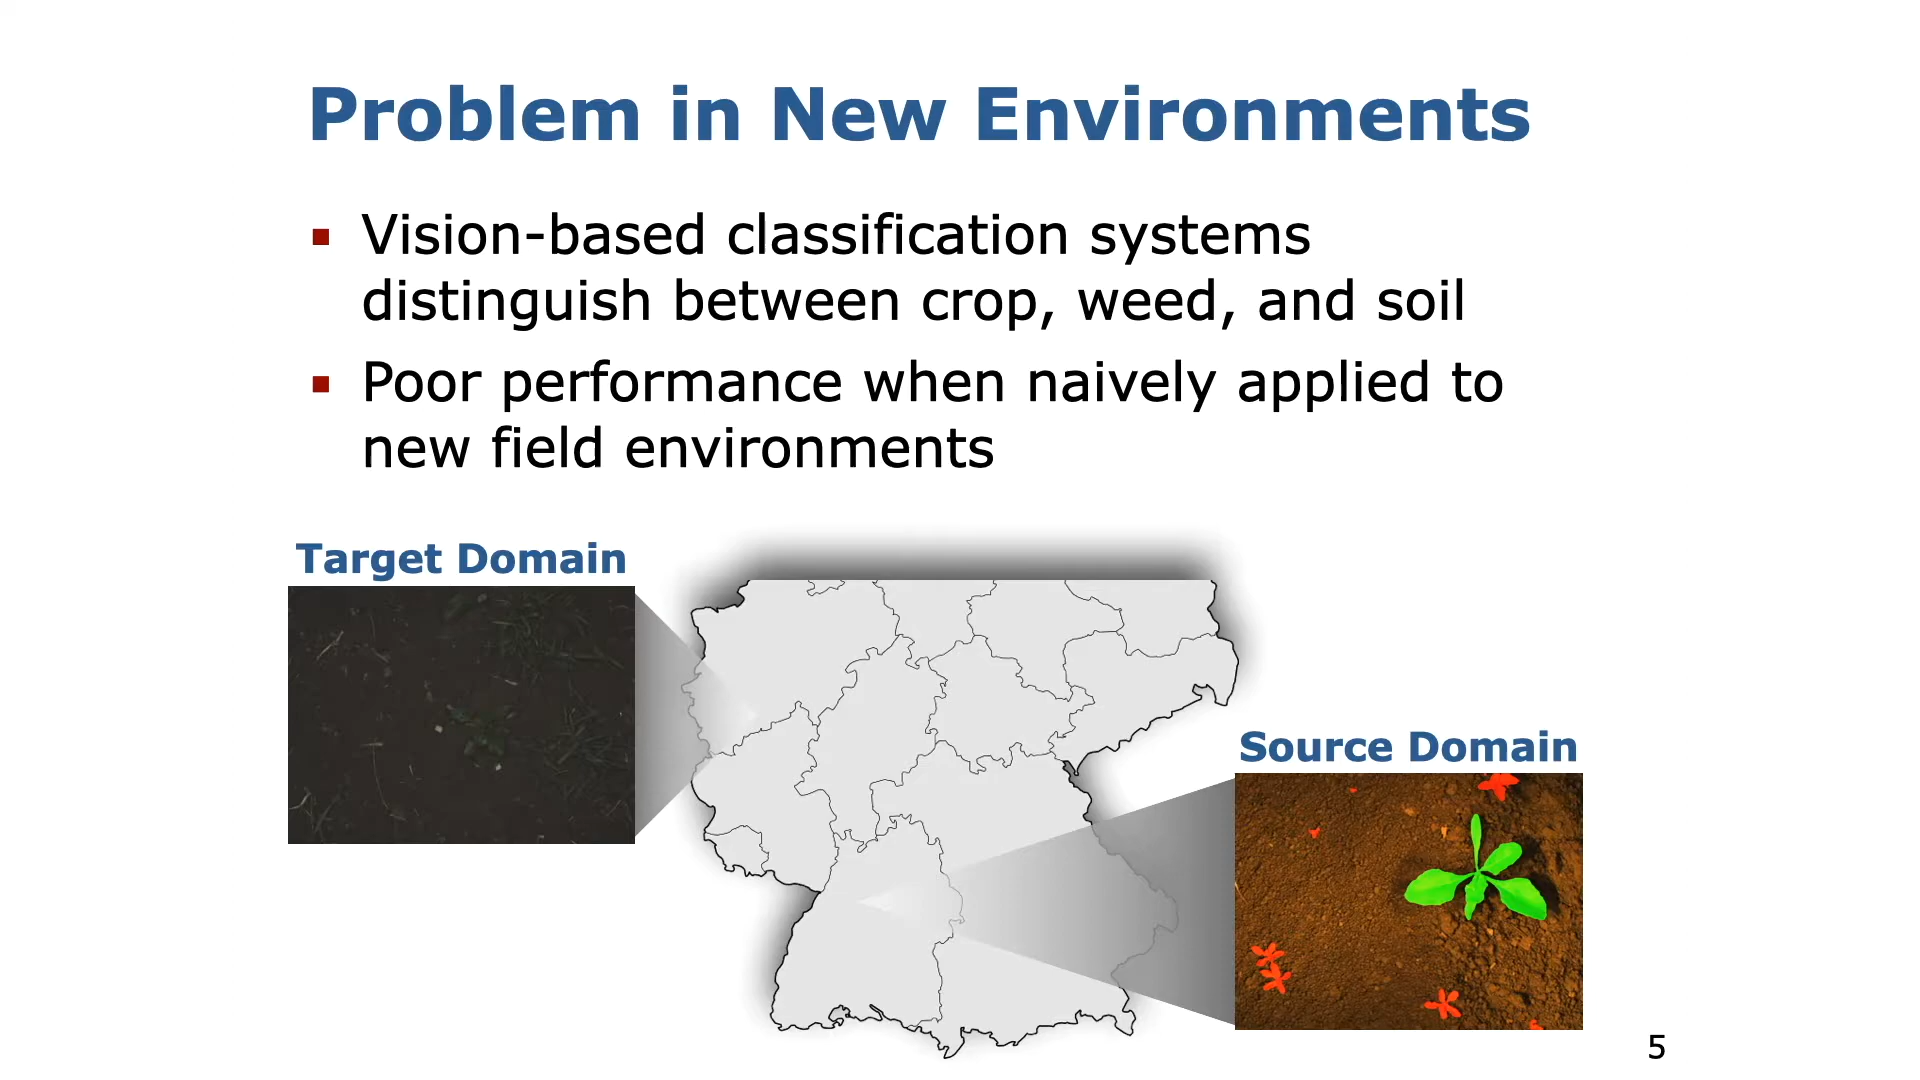 Problem in New Environments
▪ Vision-based classification systems
distinguish between crop, weed, and soil
▪ Poor performance when naively applied to
new field environments
Target Domain
Source Domain
5